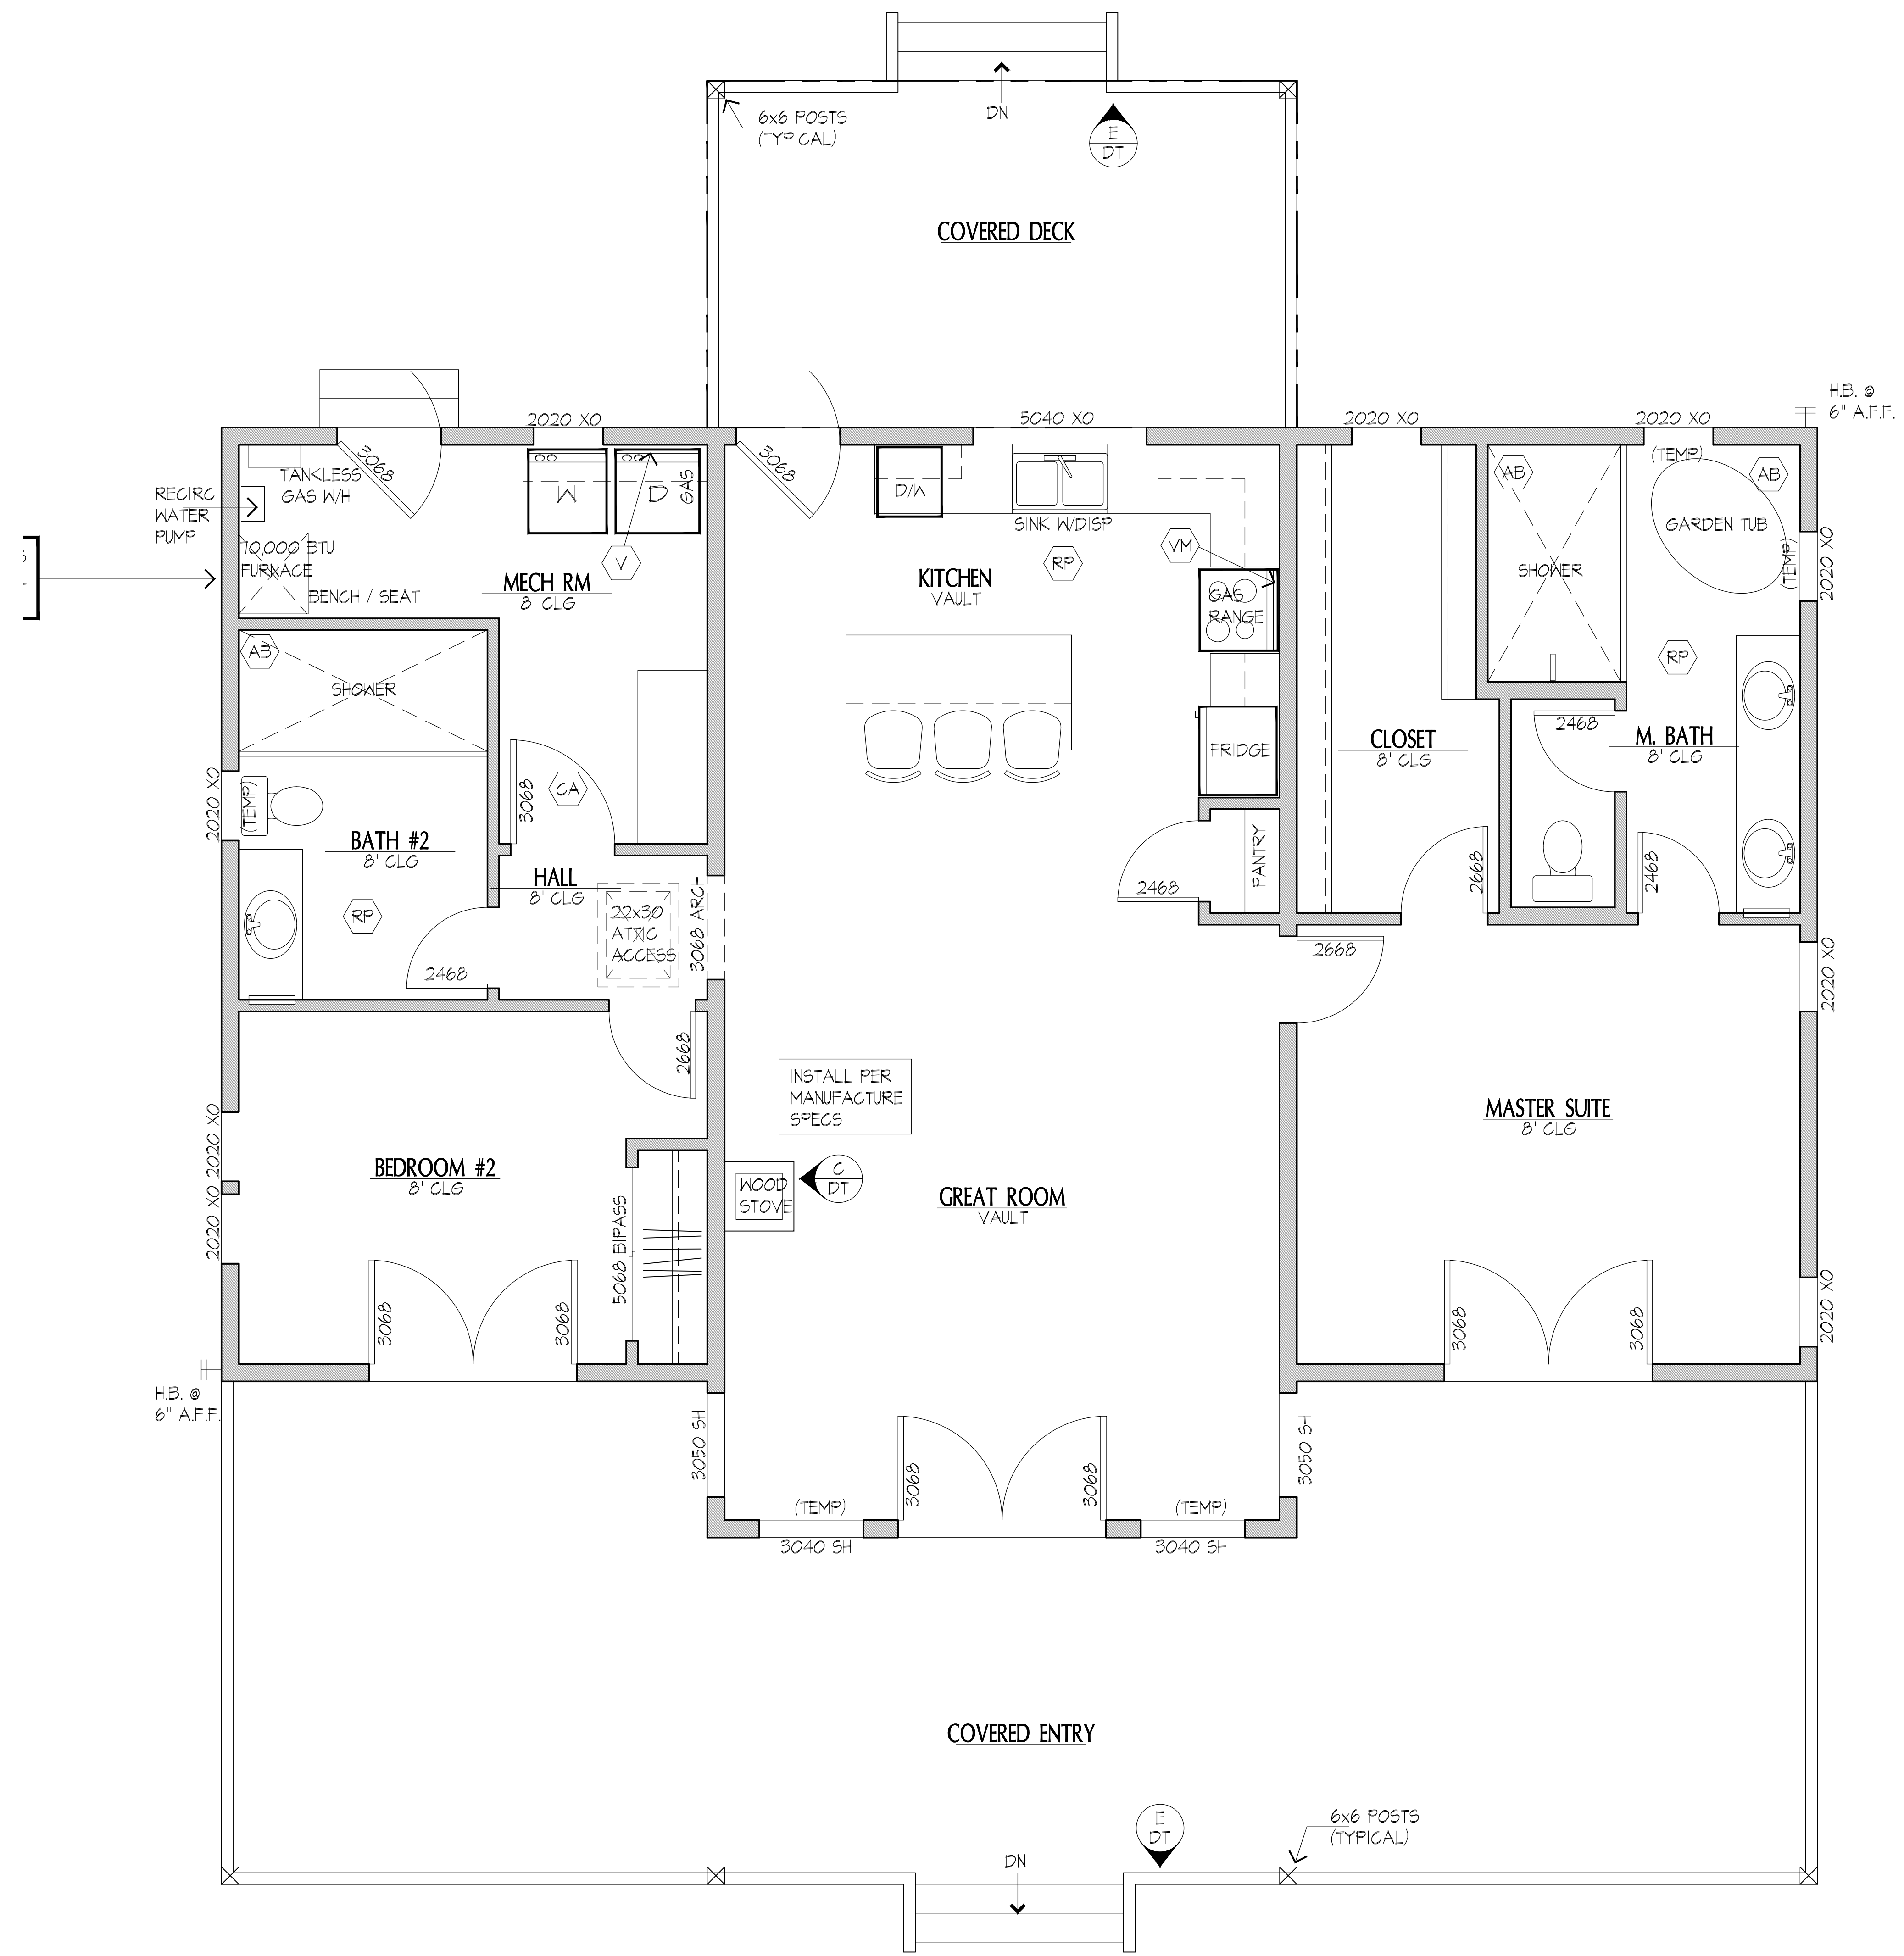 DN
6x6 POSTS
(TYPICAL)
E
DT
COVERED DECK
H.B. @
6" A.F.F.
2020 XO
5040 XO
2020 XO
2020 XO
3068
3068
TANKLESS
GAS W/H
RECIRC
WATER
PUMP
W
D
GAS
D/W
SINK W/DISP
AB
(TEMP)
AB
GARDEN TUB
(TEMP)
2020 XO
70,000 BTU
FURNACE
BENCH / SEAT
V
MECH RM
8' CLG
KITCHEN
VAULT
RP
VM
GAS
RANGE
SHOWER
AB
SHOWER
RP
2468
M. BATH
8' CLG
CLOSET
8' CLG
FRIDGE
2020 XO
(TEMP)
CA
3068
BATH #2
8' CLG
HALL
8' CLG
PANTRY
2468
2668
2468
RP
22x30
ATTIC
ACCESS
3068 ARCH
2468
2668
2020 XO
2668
INSTALL PER
MANUFACTURE
SPECS
MASTER SUITE
8' CLG
2020 XO
BEDROOM #2
8' CLG
WOOD
STOVE
C
DT
GREAT ROOM
VAULT
2020 XO
5068 BIPASS
3068
3068
3068
3068
2020 XO
H.B. @
6" A.F.F.
3050 SH
3050 SH
3068
3068
(TEMP)
(TEMP)
3040 SH
3040 SH
COVERED ENTRY
E
DT
6x6 POSTS
(TYPICAL)
DN